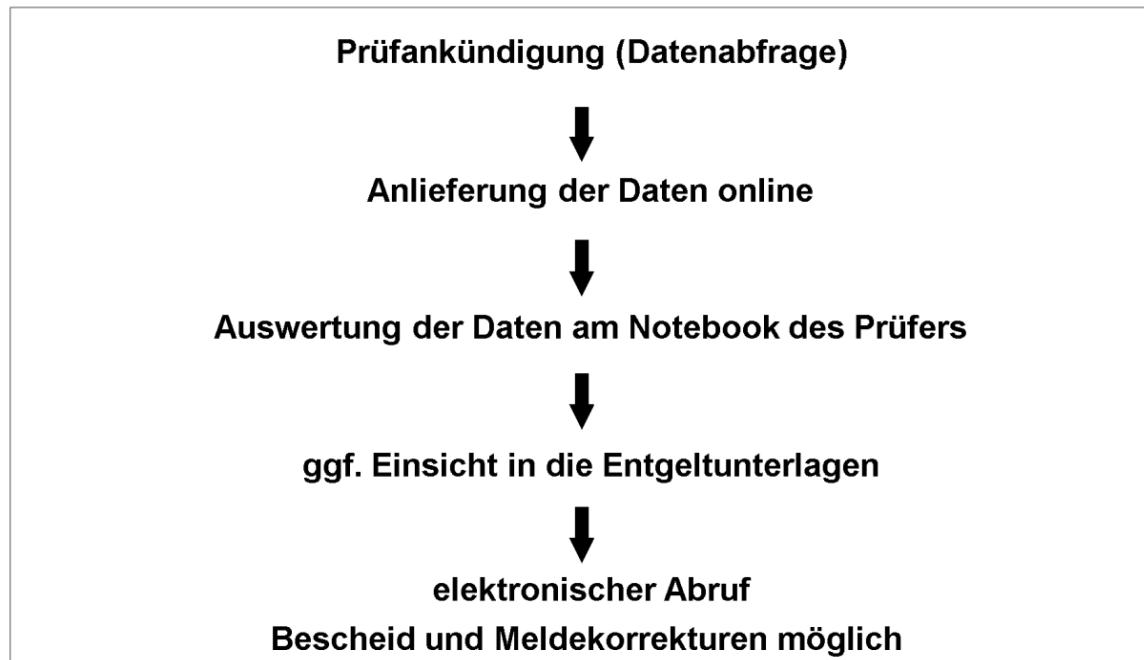 Prüfankündigung (Datenabfrage)
Anlieferung der Daten online
Auswertung der Daten am Notebook des Prüfers
ggf. Einsicht in die Entgeltunterlagen
elektronischer Abruf
Bescheid und Meldekorrekturen möglich